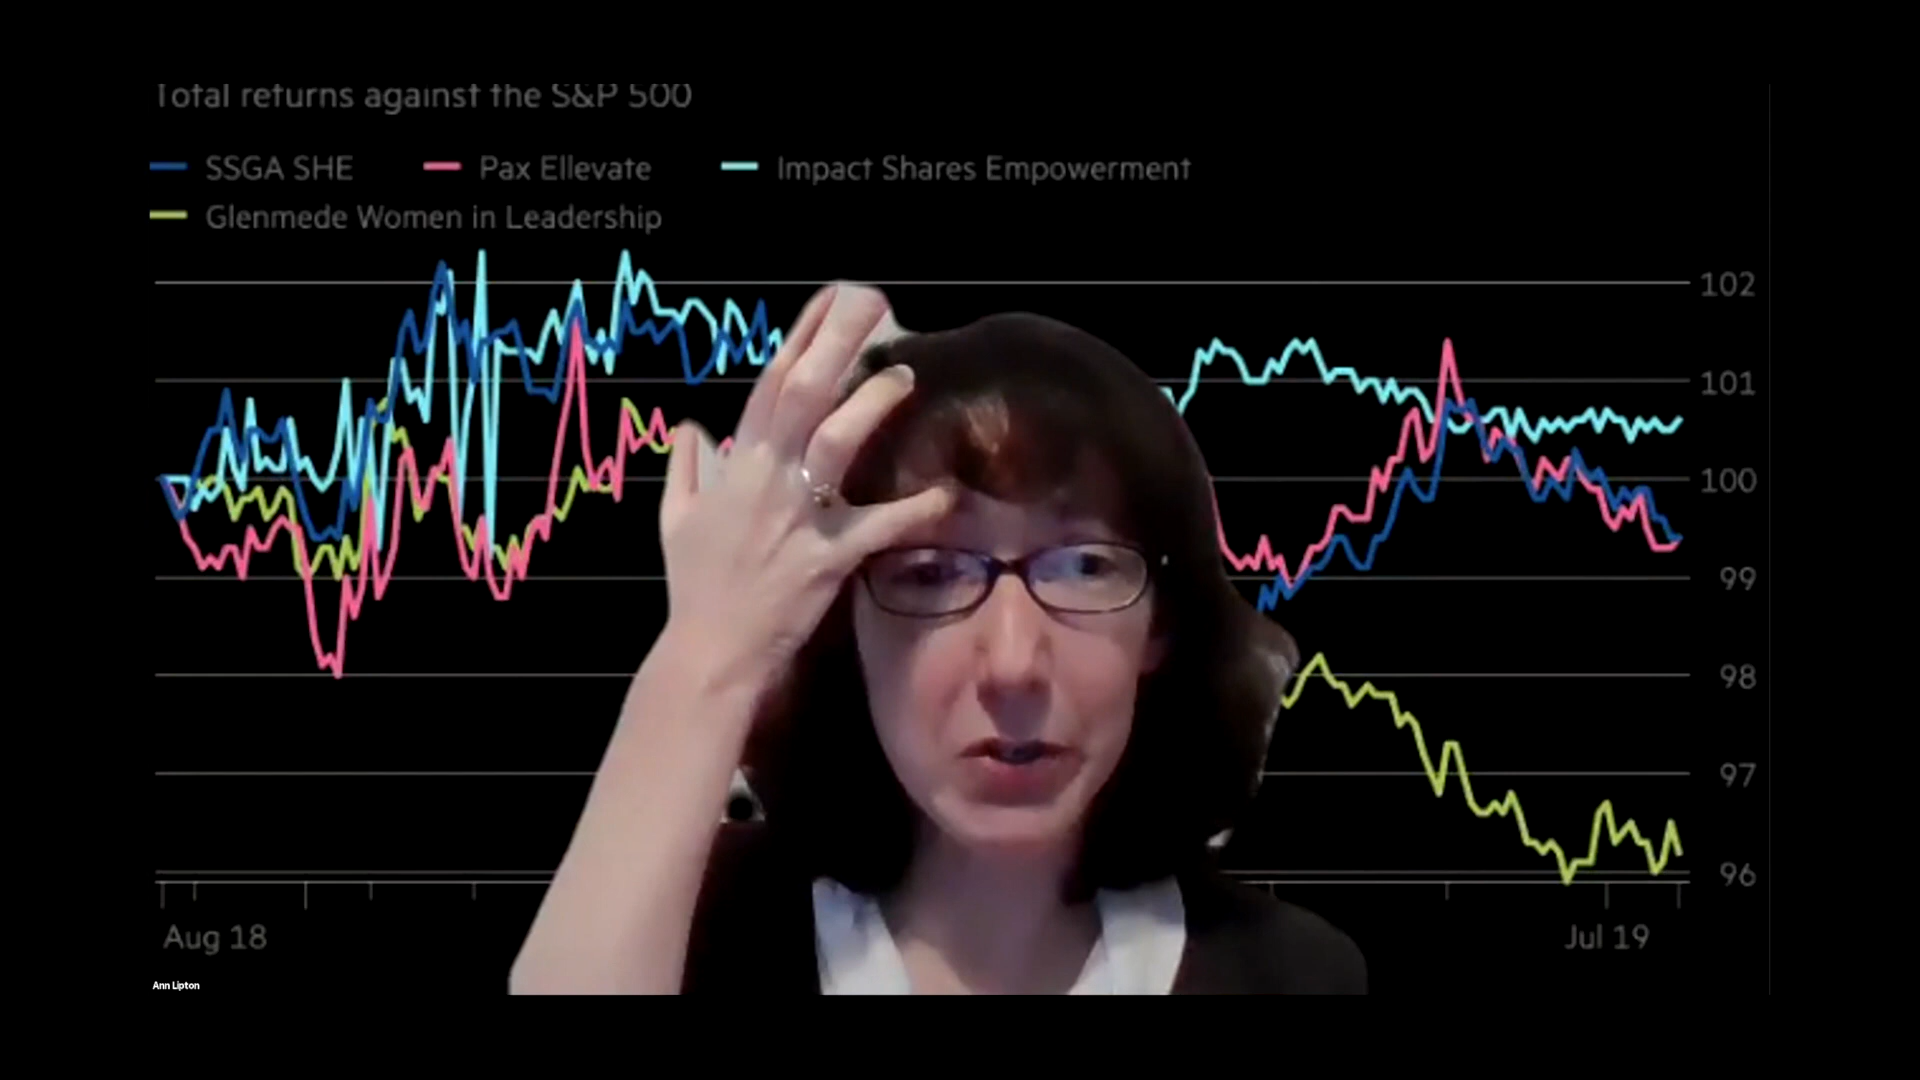 Total returns against the S&P 500
SSGA SHE
Pax Ellevate
Impact Shares Empowerment
Glenmede Women in Leadership
102
101
100
99
98
97
96
Aug 18
Jul 19
Ann Lipton